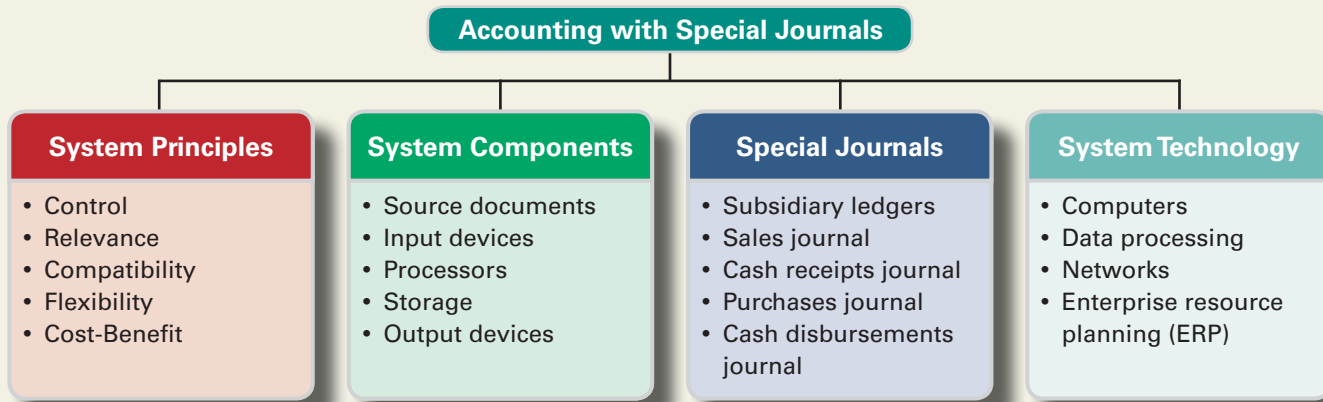 Accounting with Special Journals
System Principles
• Control
• Relevance
• Compatibility
• Flexibility
• Cost-Benefit
System Components
• Source documents
• Input devices
• Processors
• Storage
• Output devices
Special Journals
• Subsidiary ledgers
• Sales journal
• Cash receipts journal
• Purchases journal
• Cash disbursements
journal
System Technology
• Computers
• Data processing
• Networks
• Enterprise resource
planning (ERP)